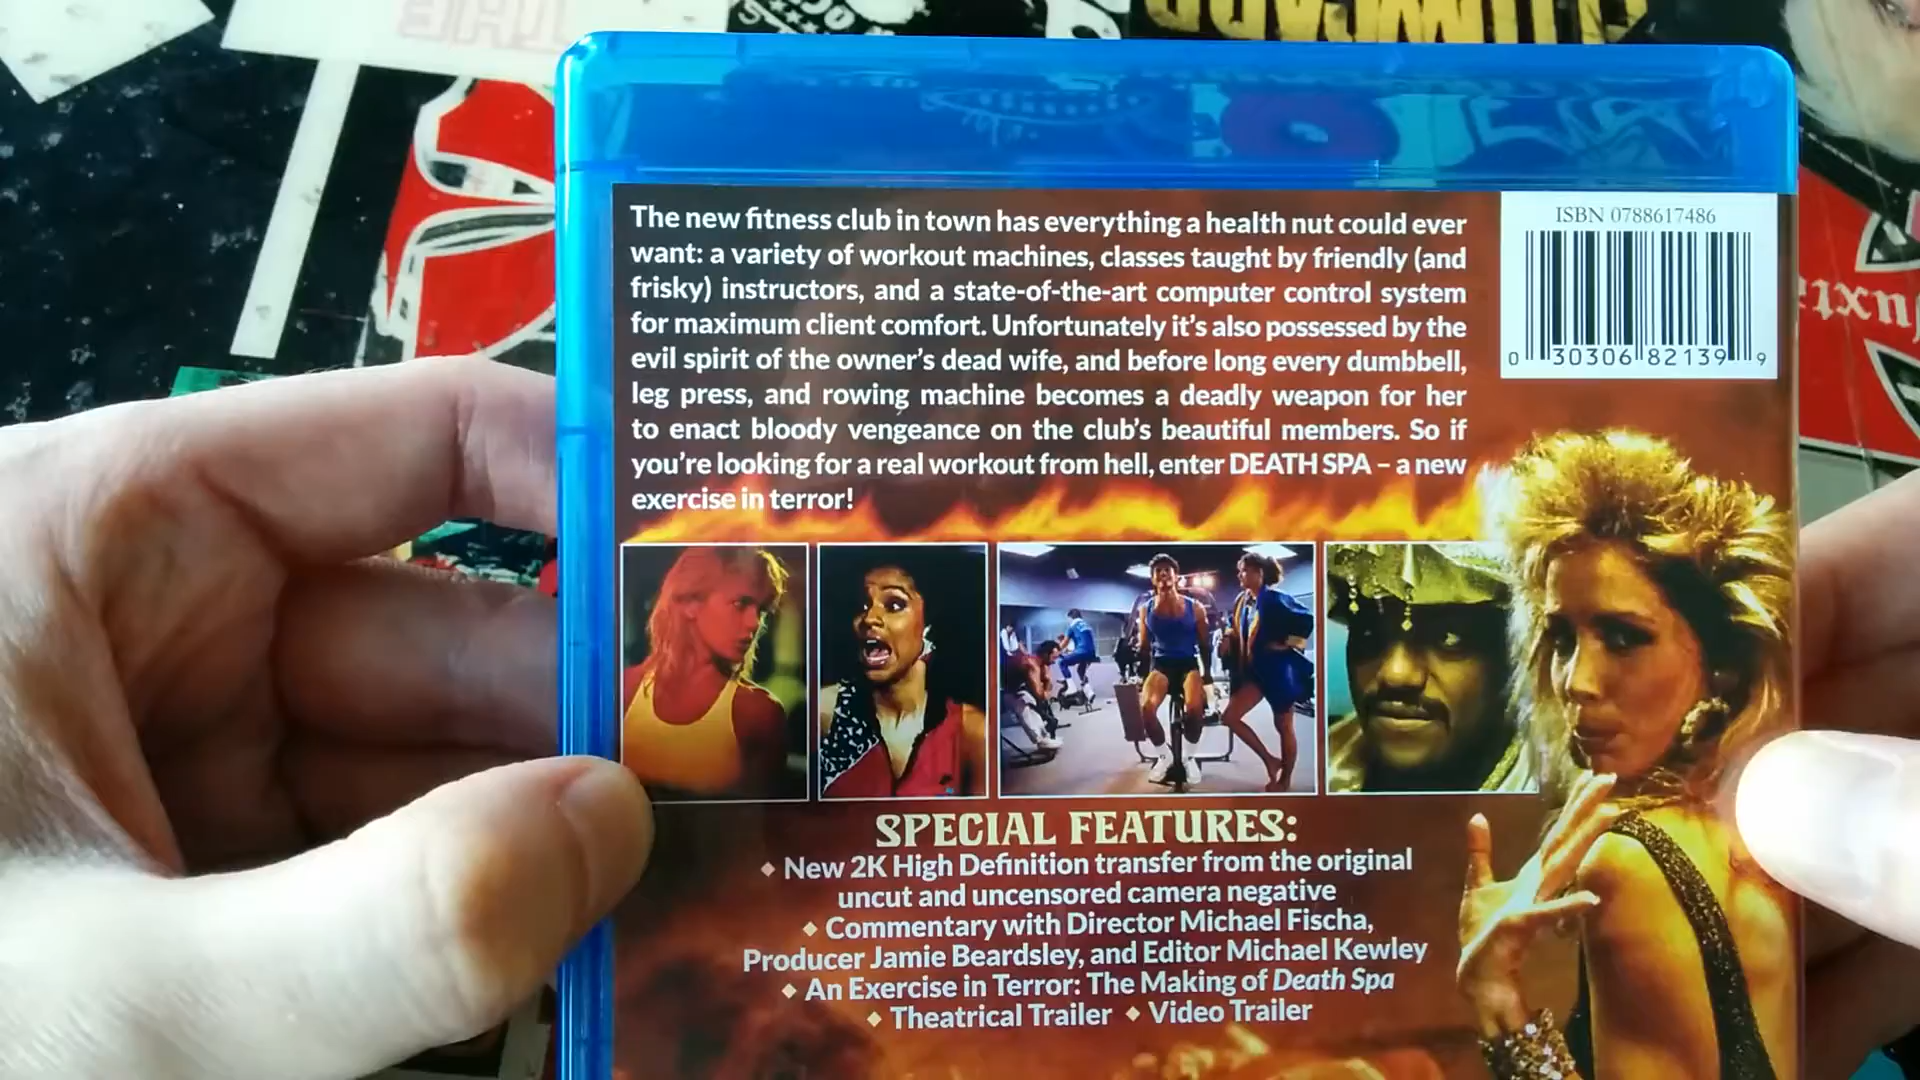 THE
The new fitness club in town has everything a health nut could ever
want: a variety of workout machines, classes taught by friendly (and
frisky) instructors, and a state-of-the-art computer control system
for maximum client comfort. Unfortunately it's also possessed by the
evil spirit of the owner's dead wife, and before long every dumbbell,
leg press, and rowing machine becomes a deadly weapon for her
to enact bloody vengeance on the club's beautiful members. So if
you're looking for a real workout from hell, enter DEATH SPA – a new
exercise in terror!
ISBN 0788617486
0 30306 82139 9
SPECIAL FEATURES:
◆ New 2K High Definition transfer from the original
uncut and uncensored camera negative
◆ Commentary with Director Michael Fischa,
Producer Jamie Beardsley, and Editor Michael Kewley
◆ An Exercise in Terror: The Making of Death Spa
◆ Theatrical Trailer ◆ Video Trailer